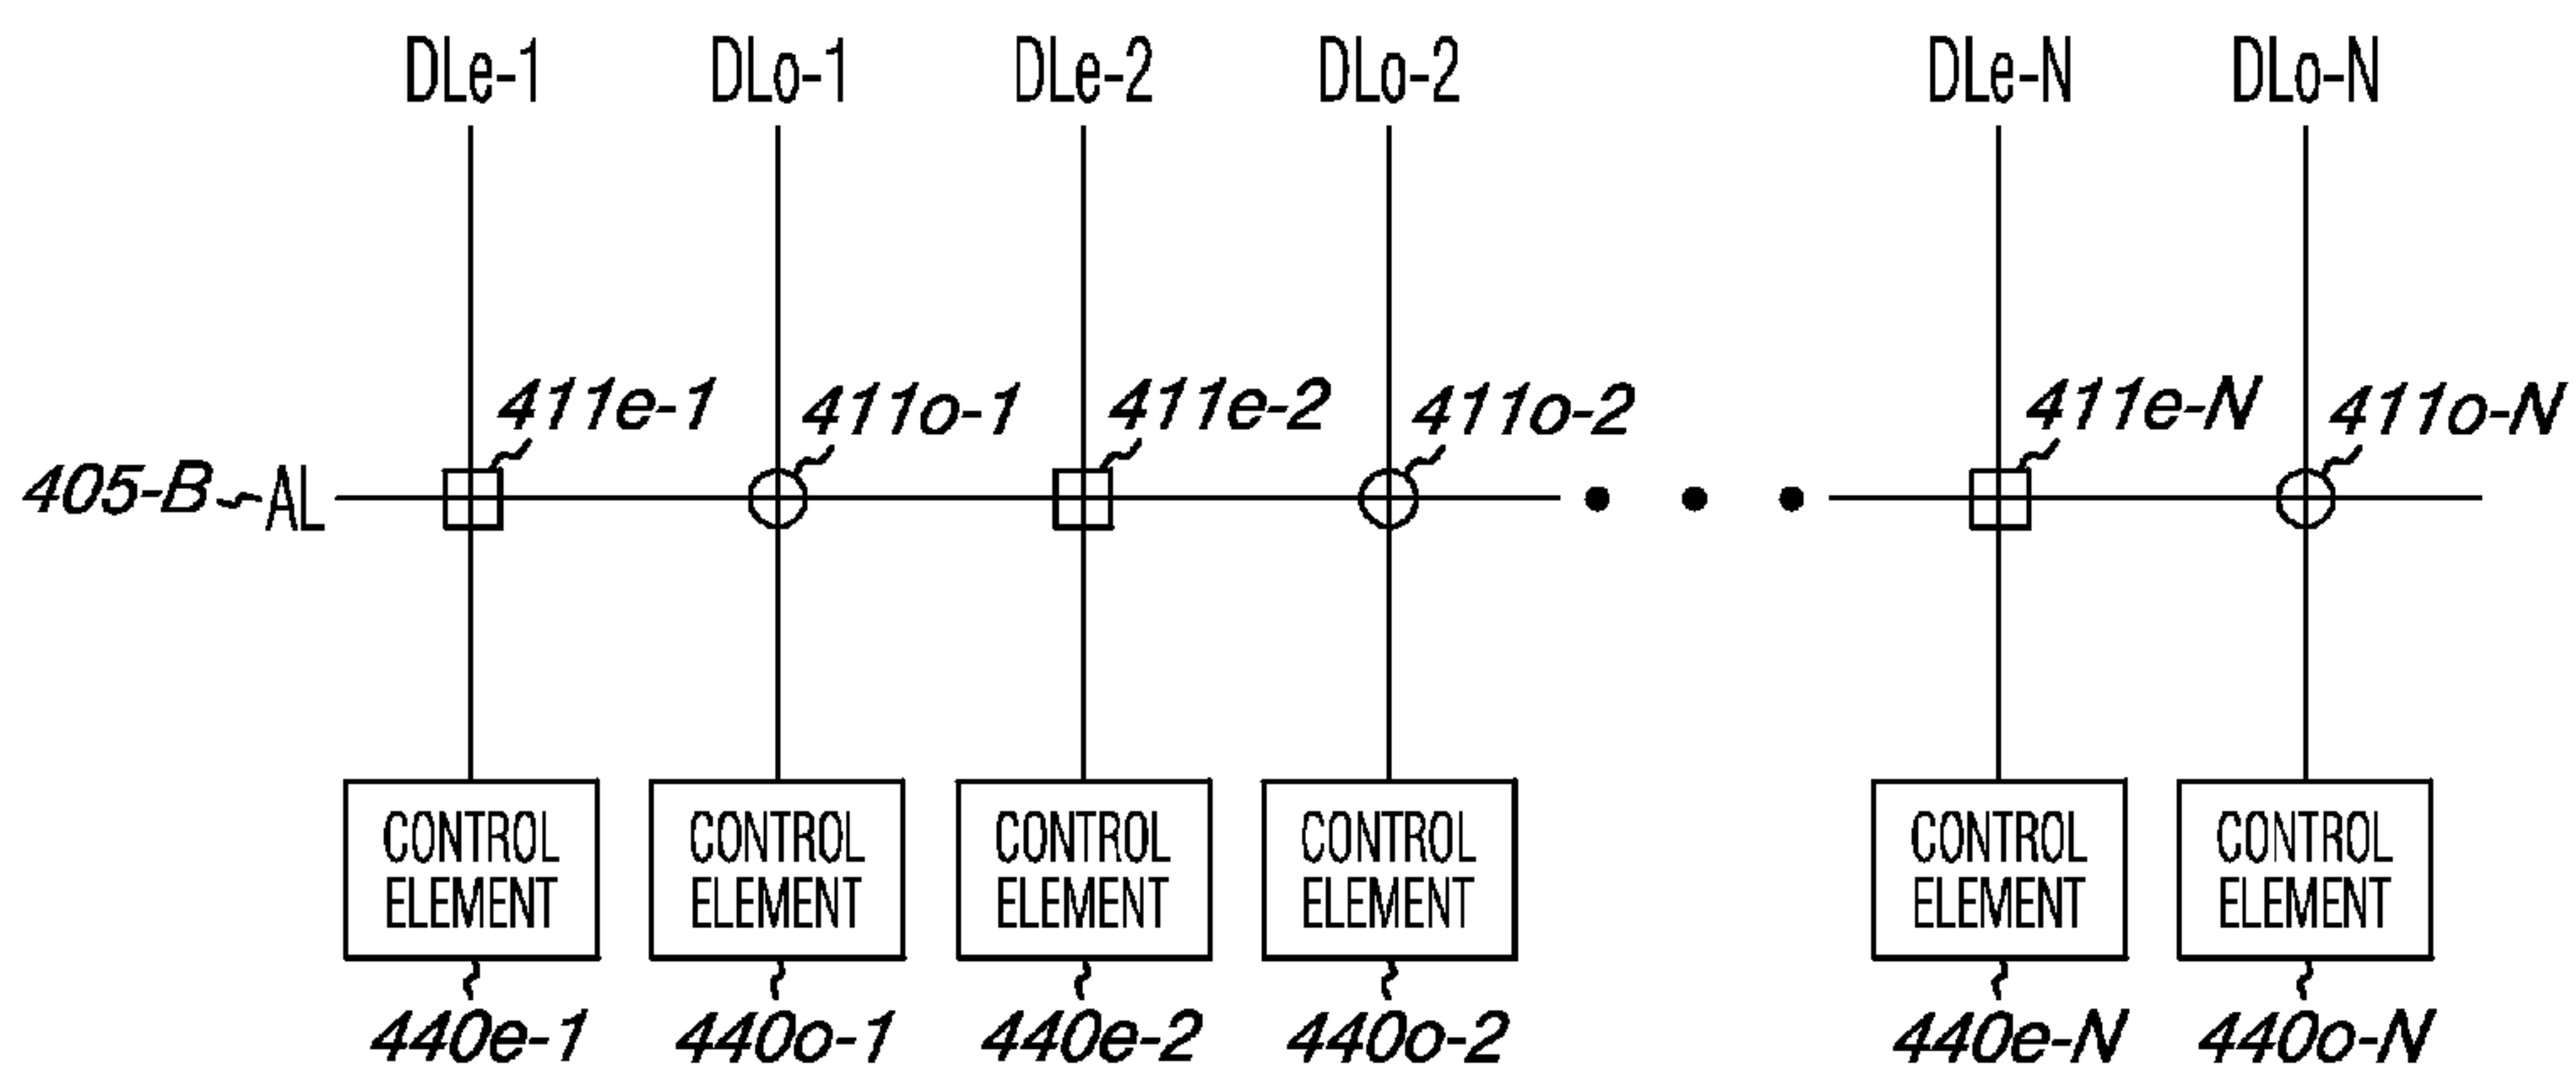 DLe-1 DLo-1 DLe-2 DLo-2 DLe-N DLo-N
411e-1 411o-1 411e-2 411o-2 411e-N 411o-N
405-B AL
CONTROL ELEMENT CONTROL ELEMENT CONTROL ELEMENT CONTROL ELEMENT CONTROL ELEMENT CONTROL ELEMENT
440e-1 440o-1 440e-2 440o-2 440e-N 440o-N